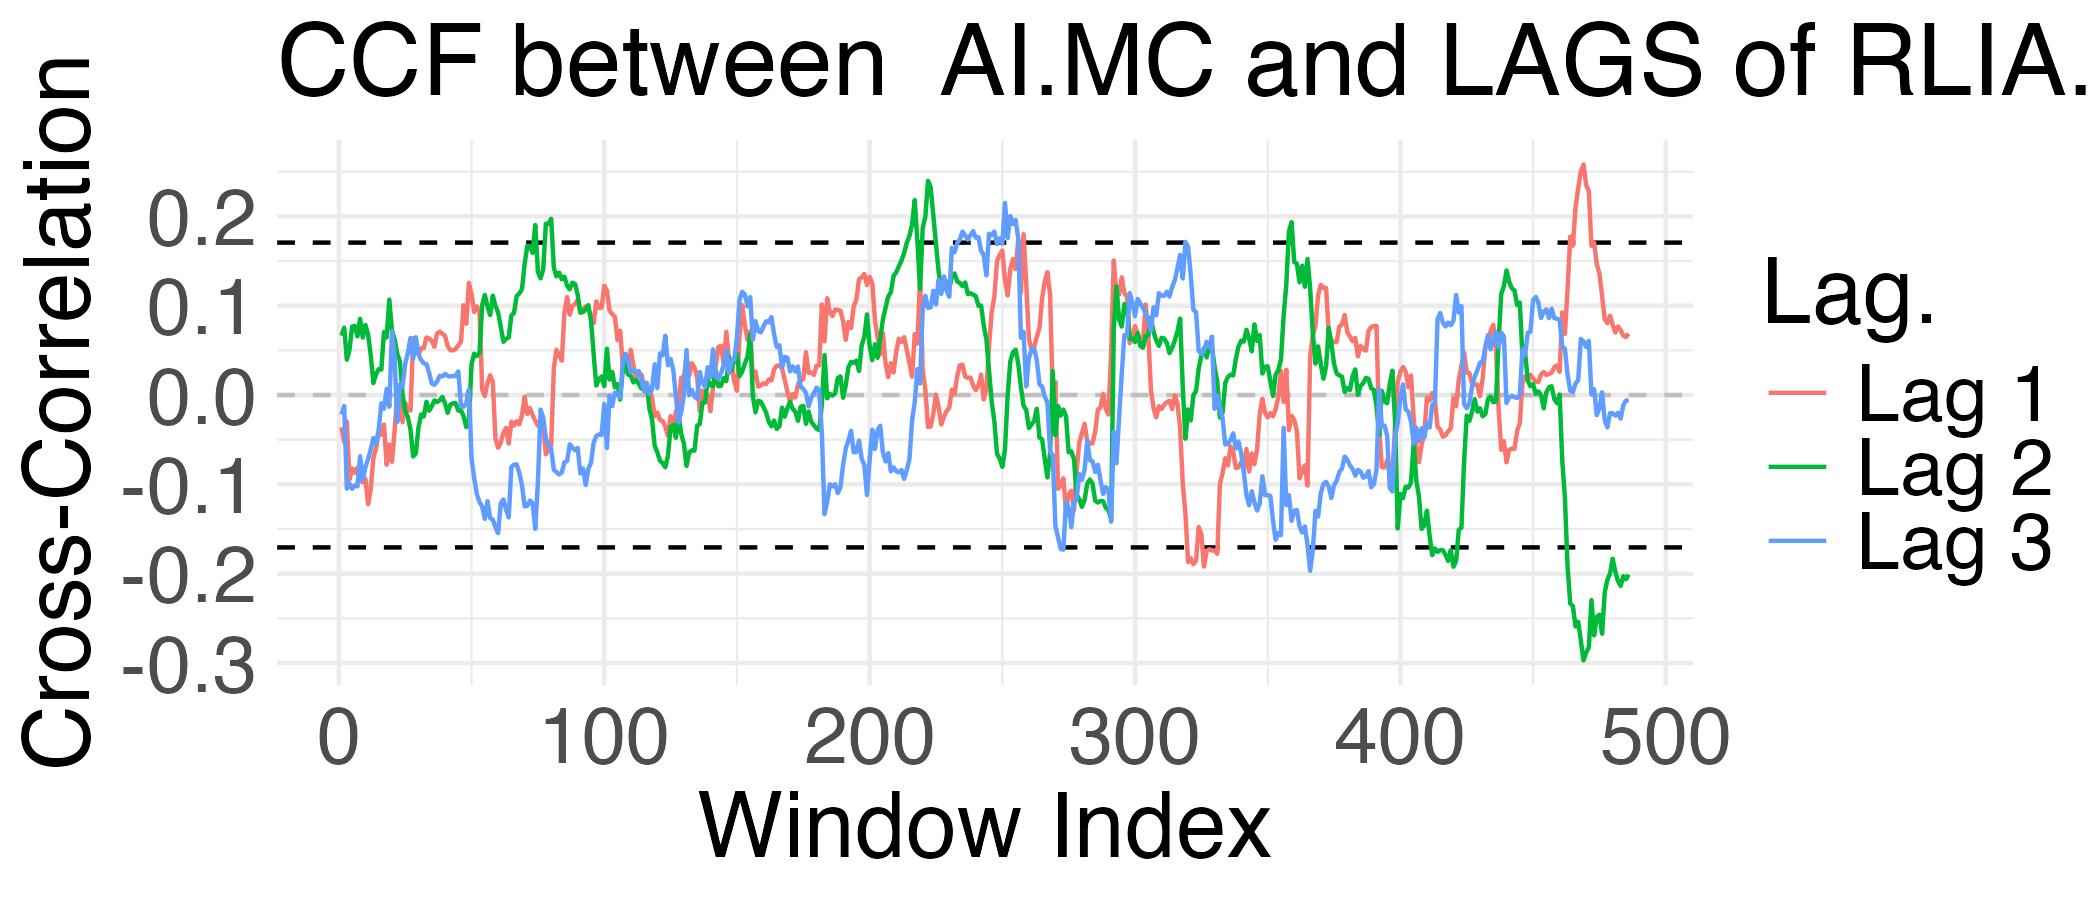 CCF between  AI.MC and LAGS of RLIA.
Cross-Correlation
0.2
0.1
0.0
-0.1
-0.2
-0.3
0 100 200 300 400 500
Window Index
Lag.
Lag 1
Lag 2
Lag 3